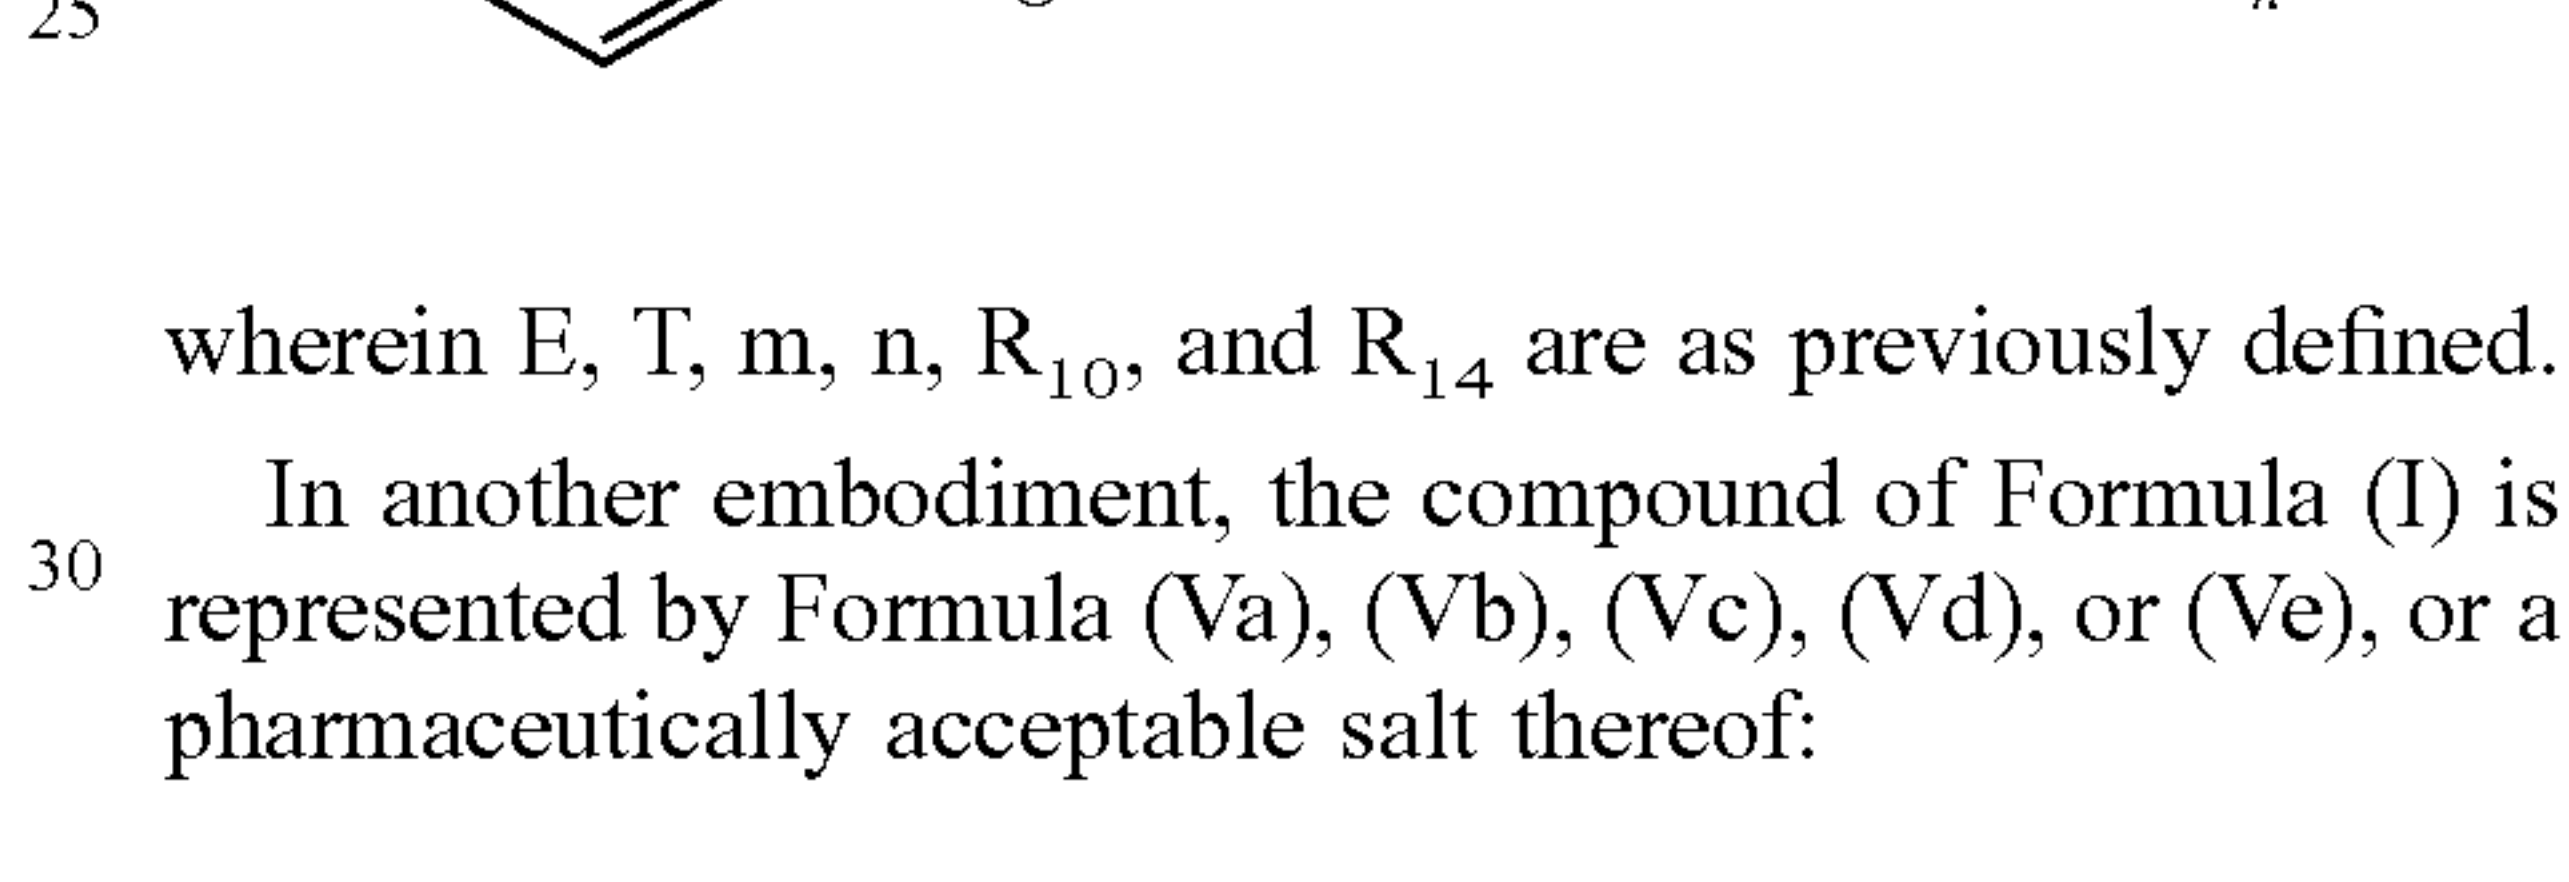 25
wherein E, T, m, n, R₁₀, and R₁₄ are as previously defined.
In another embodiment, the compound of Formula (I) is
30
represented by Formula (Va), (Vb), (Vc), (Vd), or (Ve), or a
pharmaceutically acceptable salt thereof: